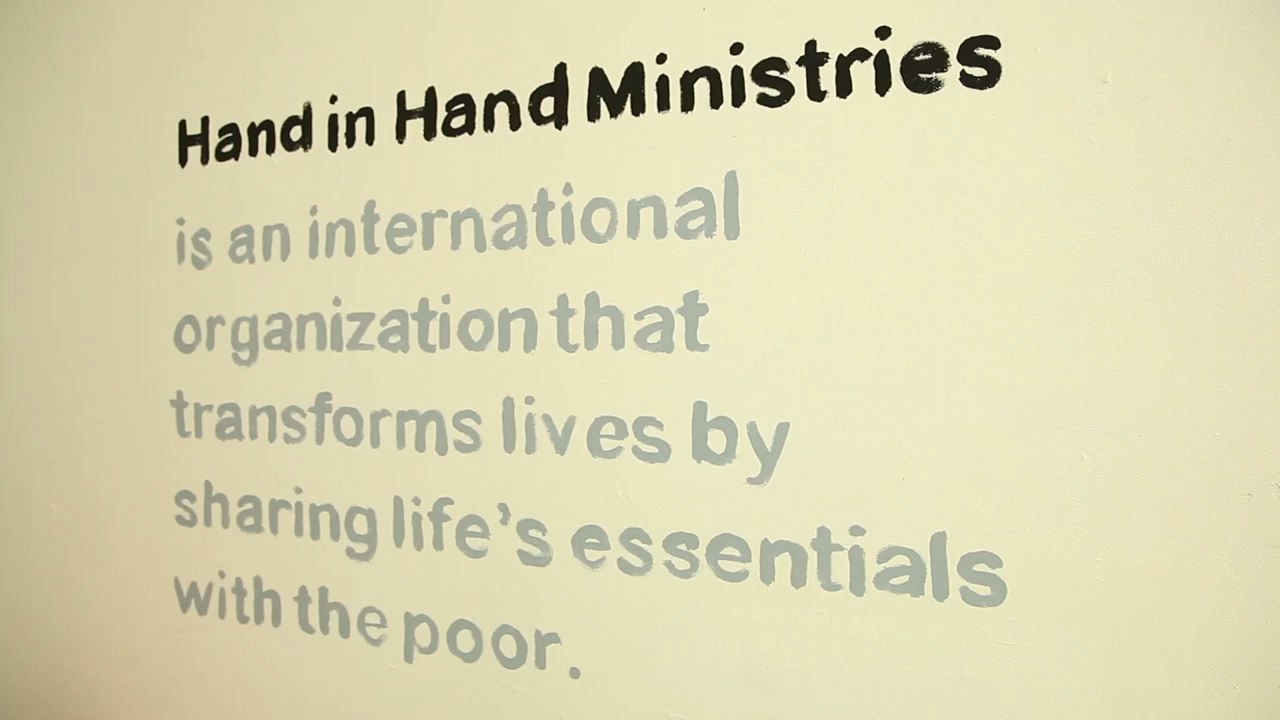 Hand in Hand Ministries
is an international
organization that
transforms lives by
sharing life's essentials
with the poor.